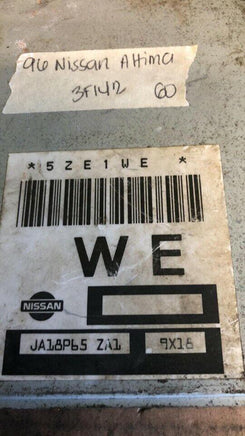 96 Nissan Altima
3F142 60
*5ZE1WE *
WE
NISSAN
JA18P65 ZA1 9X18